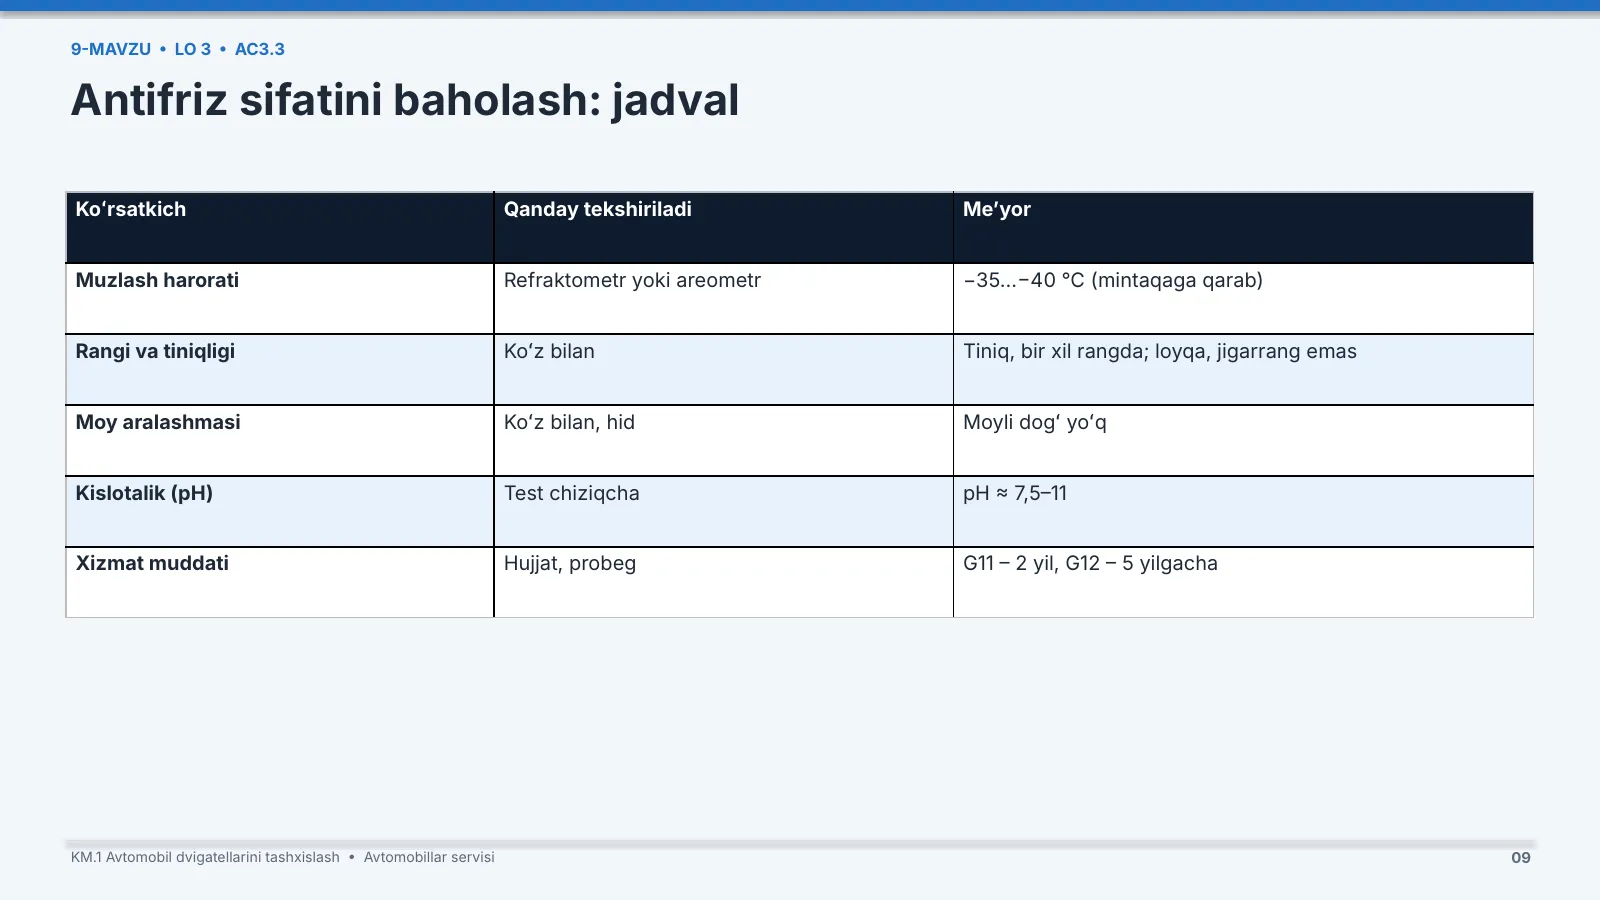 9-MAVZU • LO 3 • AC3.3
Antifriz sifatini baholash: jadval
Koʻrsatkich
Qanday tekshiriladi
Meʼyor
Muzlash harorati
Refraktometr yoki areometr
−35...−40 °C (mintaqaga qarab)
Rangi va tiniqligi
Koʻz bilan
Tiniq, bir xil rangda; loyqa, jigarrang emas
Moy aralashmasi
Koʻz bilan, hid
Moyli dogʻ yoʻq
Kislotalik (pH)
Test chiziqcha
pH ≈ 7,5–11
Xizmat muddati
Hujjat, probeg
G11 – 2 yil, G12 – 5 yilgacha
KM.1 Avtomobil dvigatellarini tashxislash • Avtomobillar servisi
09